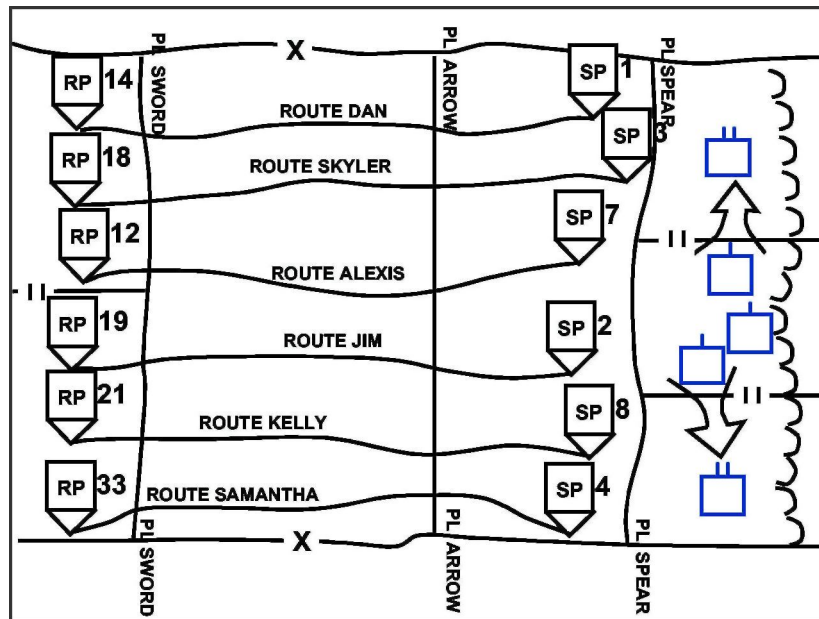 PL SWORD
X
PL ARROW
PL SPEAR
RP 14
SP 1
ROUTE DAN
RP 18
SP 3
ROUTE SKYLER
RP 12
SP 7
ROUTE ALEXIS
II
II
RP 19
SP 2
ROUTE JIM
RP 21
SP 8
II
ROUTE KELLY
RP 33
SP 4
ROUTE SAMANTHA
X
PL SWORD
PL ARROW
PL SPEAR